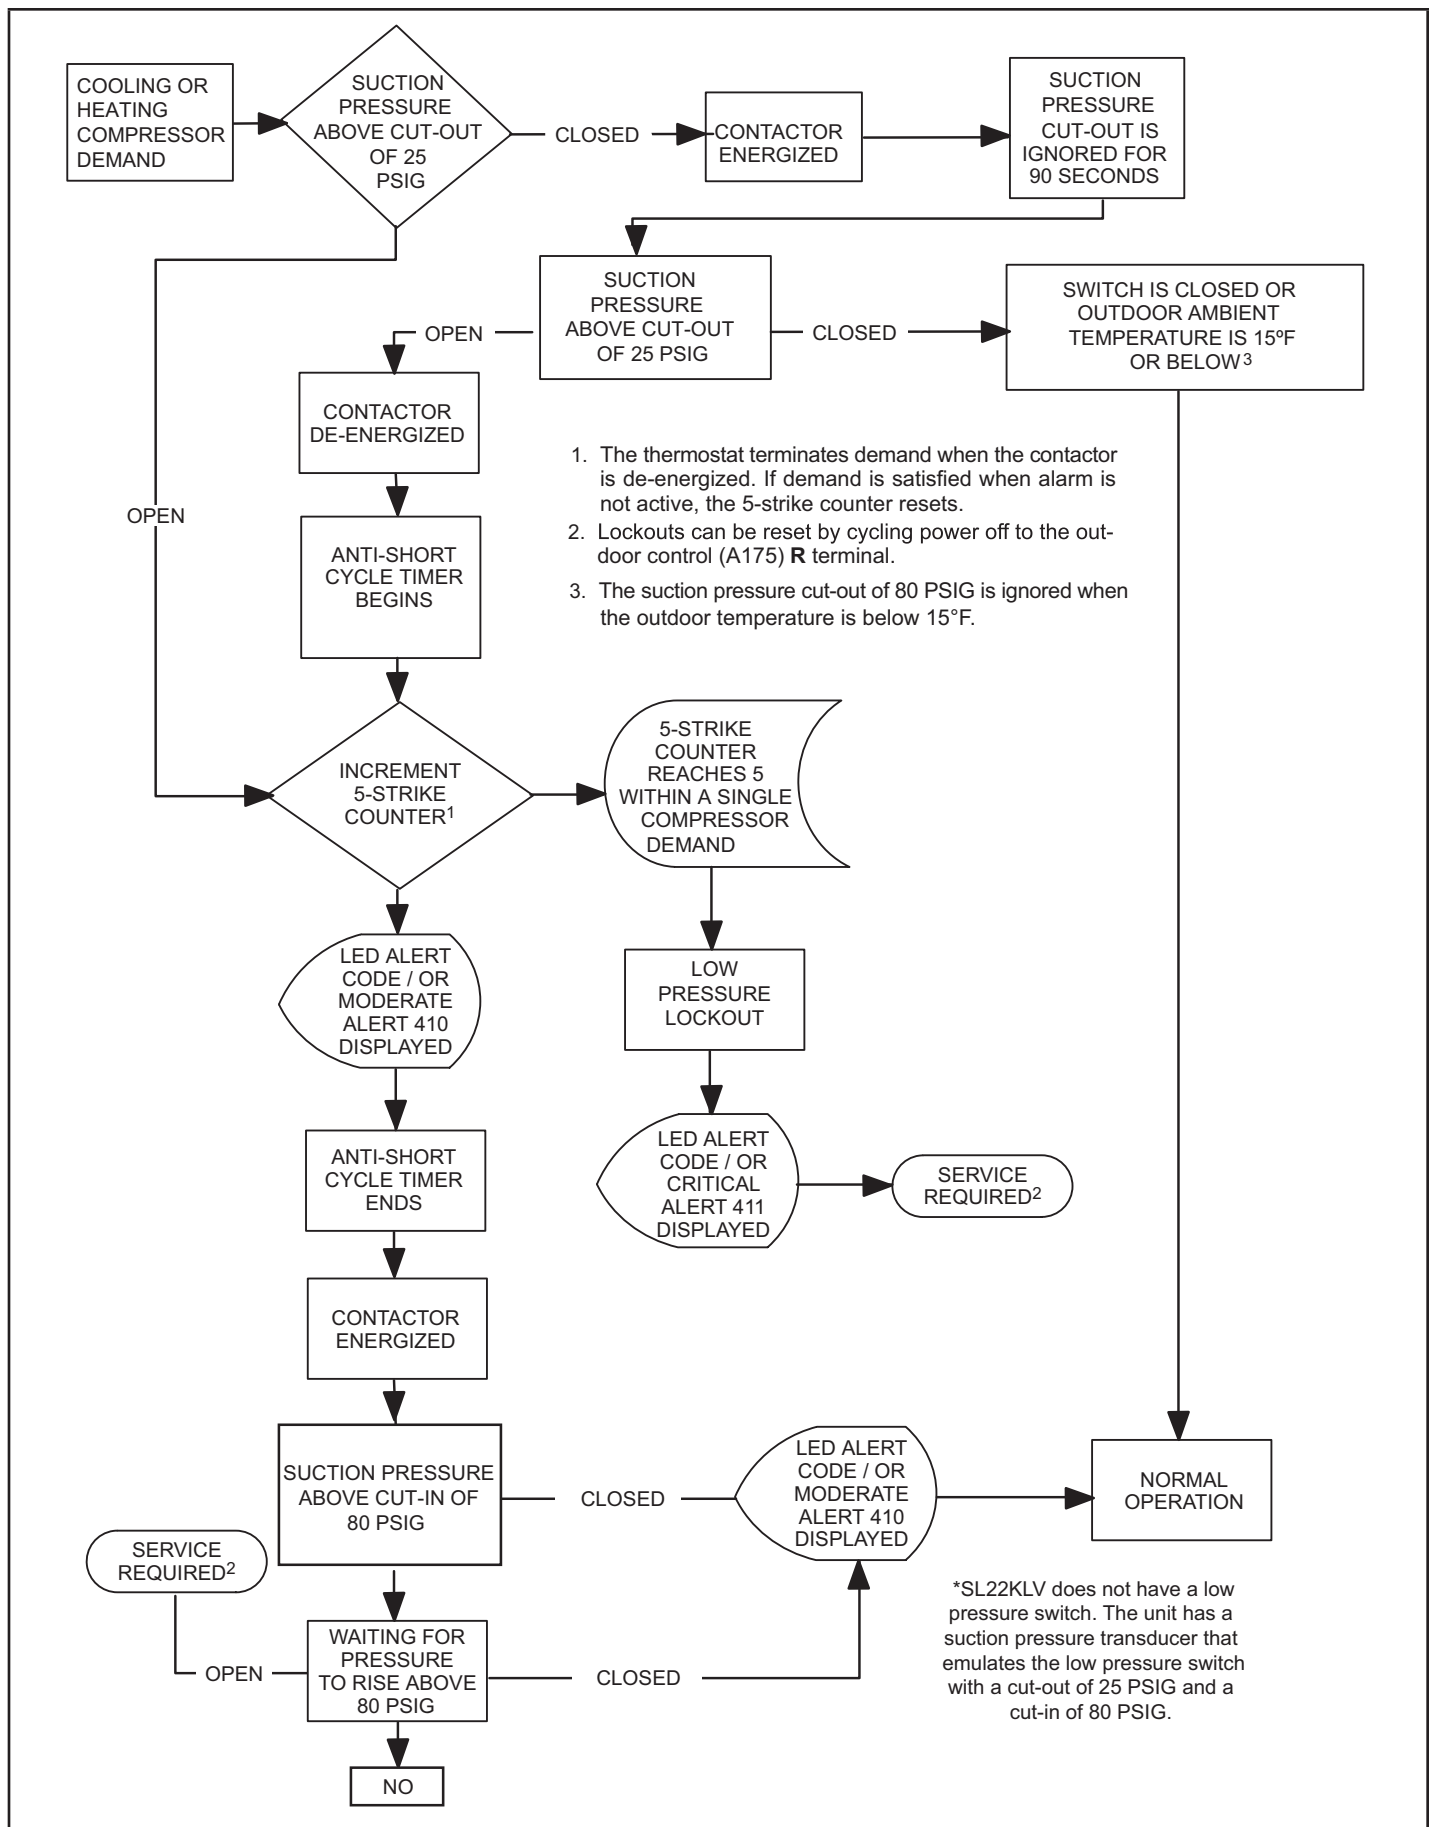 COOLING OR
HEATING
COMPRESSOR
DEMAND
SUCTION
PRESSURE
ABOVE CUT-OUT
OF 25
PSIG
CLOSED
CONTACTOR
ENERGIZED
SUCTION
PRESSURE
CUT-OUT IS
IGNORED FOR
90 SECONDS
SUCTION
PRESSURE
ABOVE CUT-OUT
OF 25 PSIG
OPEN
CLOSED
SWITCH IS CLOSED OR
OUTDOOR AMBIENT
TEMPERATURE IS 15ºF
OR BELOW3
CONTACTOR
DE-ENERGIZED
1. The thermostat terminates demand when the contactor
is de-energized. If demand is satisfied when alarm is
not active, the 5-strike counter resets.
2. Lockouts can be reset by cycling power off to the out-
door control (A175) R terminal.
3. The suction pressure cut-out of 80 PSIG is ignored when
the outdoor temperature is below 15°F.
OPEN
ANTI-SHORT
CYCLE TIMER
BEGINS
INCREMENT
5-STRIKE
COUNTER1
5-STRIKE
COUNTER
REACHES 5
WITHIN A SINGLE
COMPRESSOR
DEMAND
LED ALERT
CODE / OR
MODERATE
ALERT 410
DISPLAYED
LOW
PRESSURE
LOCKOUT
ANTI-SHORT
CYCLE TIMER
ENDS
LED ALERT
CODE / OR
CRITICAL
ALERT 411
DISPLAYED
SERVICE
REQUIRED2
CONTACTOR
ENERGIZED
SUCTION PRESSURE
ABOVE CUT-IN OF
80 PSIG
CLOSED
LED ALERT
CODE / OR
MODERATE
ALERT 410
DISPLAYED
NORMAL
OPERATION
SERVICE
REQUIRED2
OPEN
WAITING FOR
PRESSURE
TO RISE ABOVE
80 PSIG
CLOSED
*SL22KLV does not have a low
pressure switch. The unit has a
suction pressure transducer that
emulates the low pressure switch
with a cut-out of 25 PSIG and a
cut-in of 80 PSIG.
NO